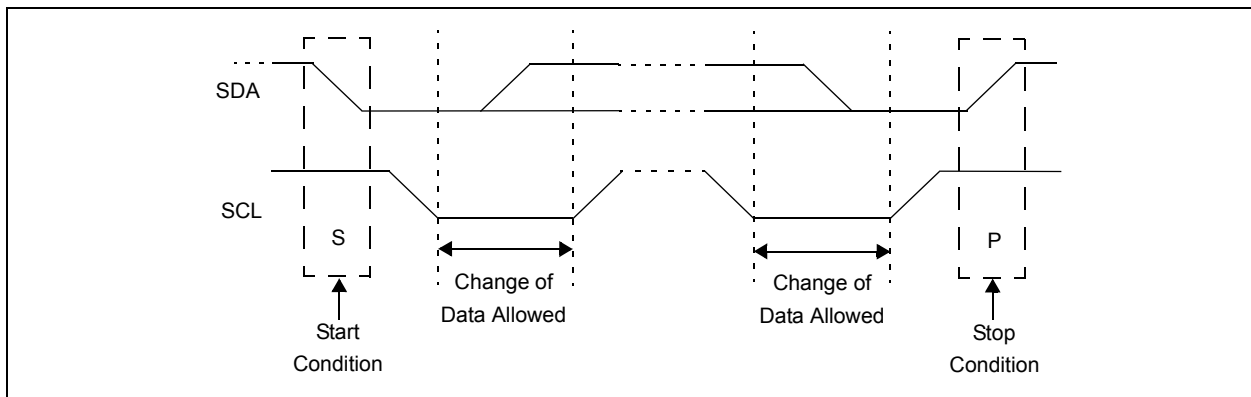 SDA
SCL
S
P
Change of
Data Allowed
Change of
Data Allowed
Start
Condition
Stop
Condition